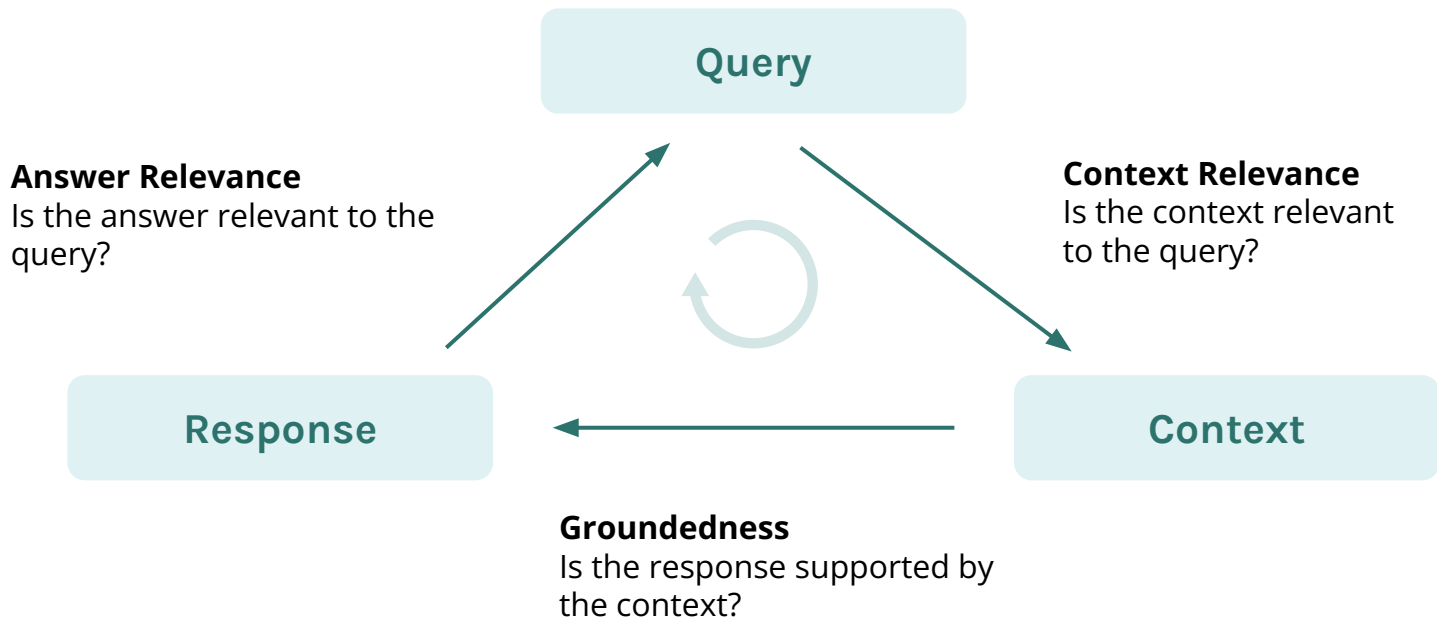 Query
Answer Relevance
Is the answer relevant to the
query?
Context Relevance
Is the context relevant
to the query?
Response
Context
Groundedness
Is the response supported by
the context?